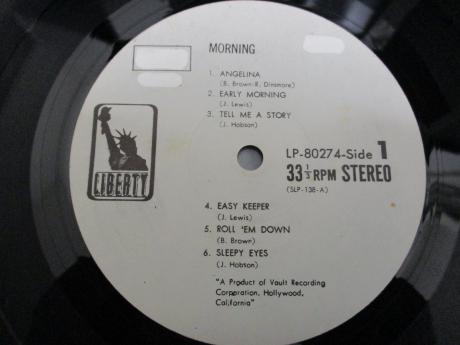 MORNING
1. ANGELINA
(B. Brown-R. Dinsmore)
2. EARLY MORNING
(J. Lewis)
3. TELL ME A STORY
(J. Hobson)
LP-80274-Side 1
33 1/3 RPM STEREO
(SLP-138-A)
LIBERTY
4. EASY KEEPER
(J. Lewis)
5. ROLL 'EM DOWN
(B. Brown)
6. SLEEPY EYES
(J. Hobson)
"A Product of Vault Recording
Corporation, Hollywood,
California"